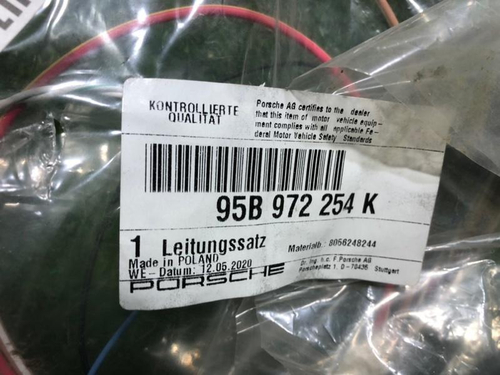 KONTROLLIERTE
QUALITÄT
Porsche AG certifies to the dealer
that this item of motor vehicle equip-
ment complies with all applicable Fe-
deral Motor Vehicle Safety Standards
95B 972 254 K
1 Leitungssatz
Materialb.: 8056248244
Made in POLAND
WE-Datum: 12.05.2020
Dr. Ing. h.c. F.Porsche AG
Porscheplatz 1, D-70435 Stuttgart
PORSCHE